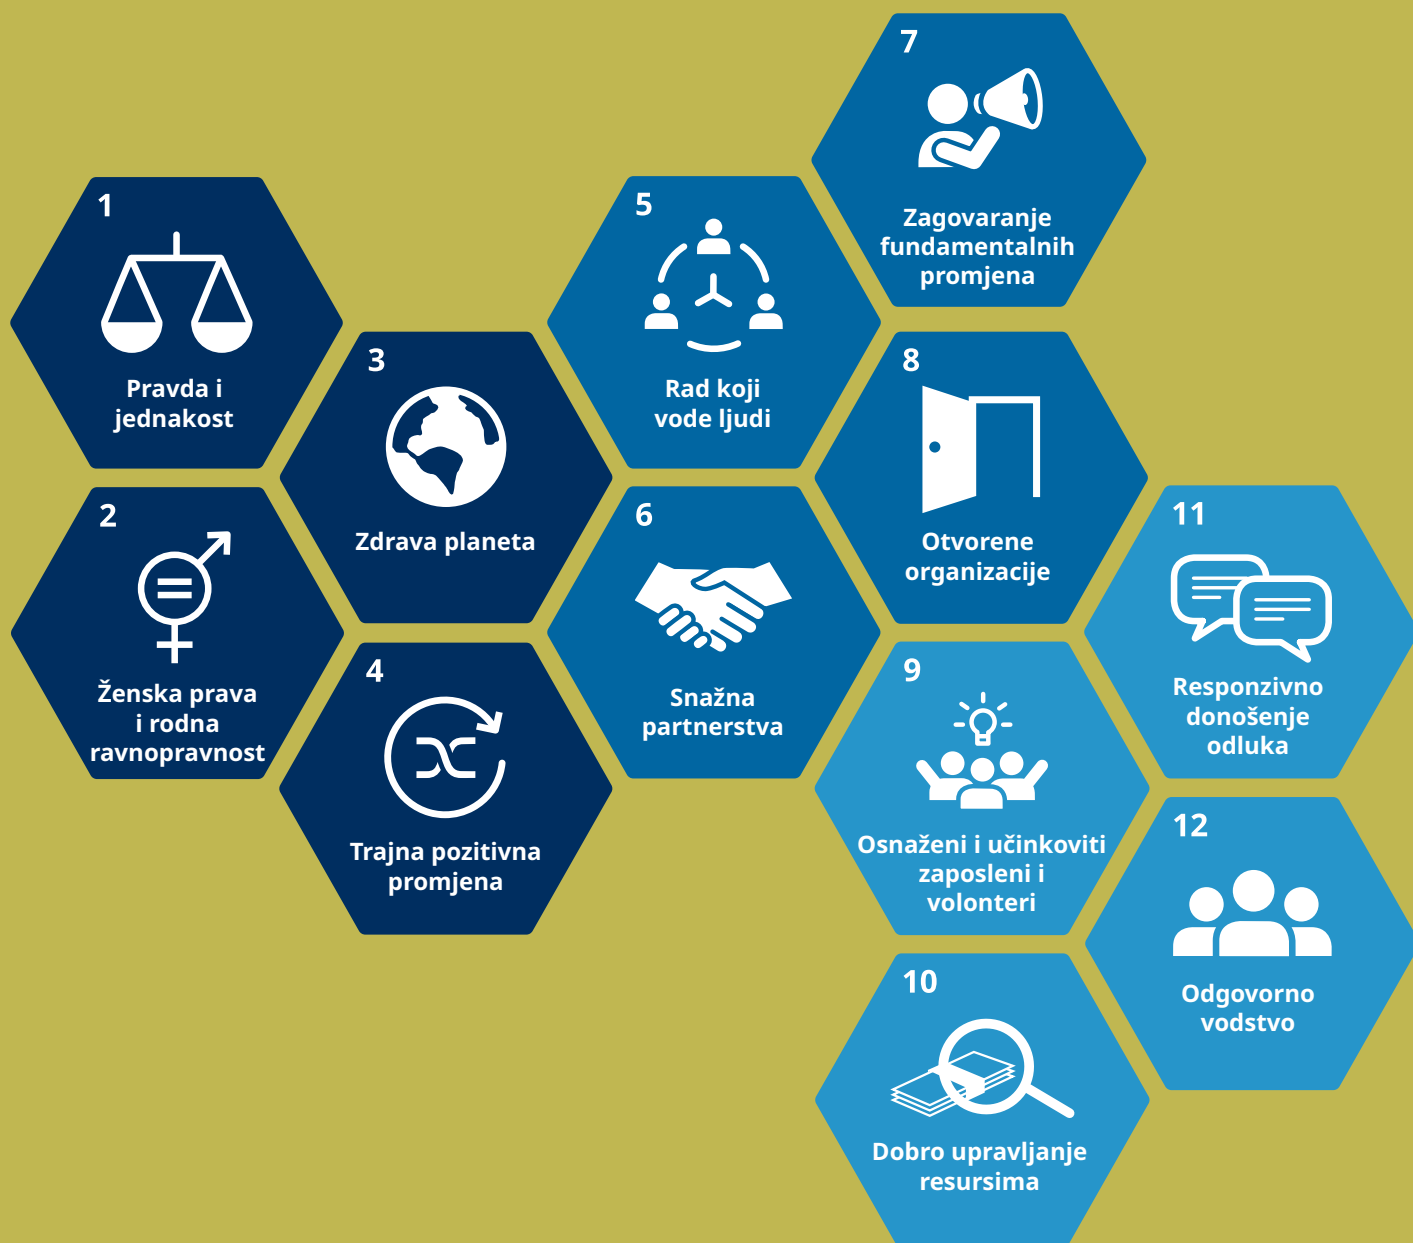 1
Pravda i
jednakost
2
Ženska prava
i rodna
ravnopravnost
3
Zdrava planeta
4
Trajna pozitivna
promjena
5
Rad koji
vode ljudi
6
Snažna
partnerstva
7
Zagovaranje
fundamentalnih
promjena
8
Otvorene
organizacije
9
Osnaženi i učinkoviti
zaposleni i
volonteri
10
Dobro upravljanje
resursima
11
Responzivno
donošenje
odluka
12
Odgovorno
vodstvo